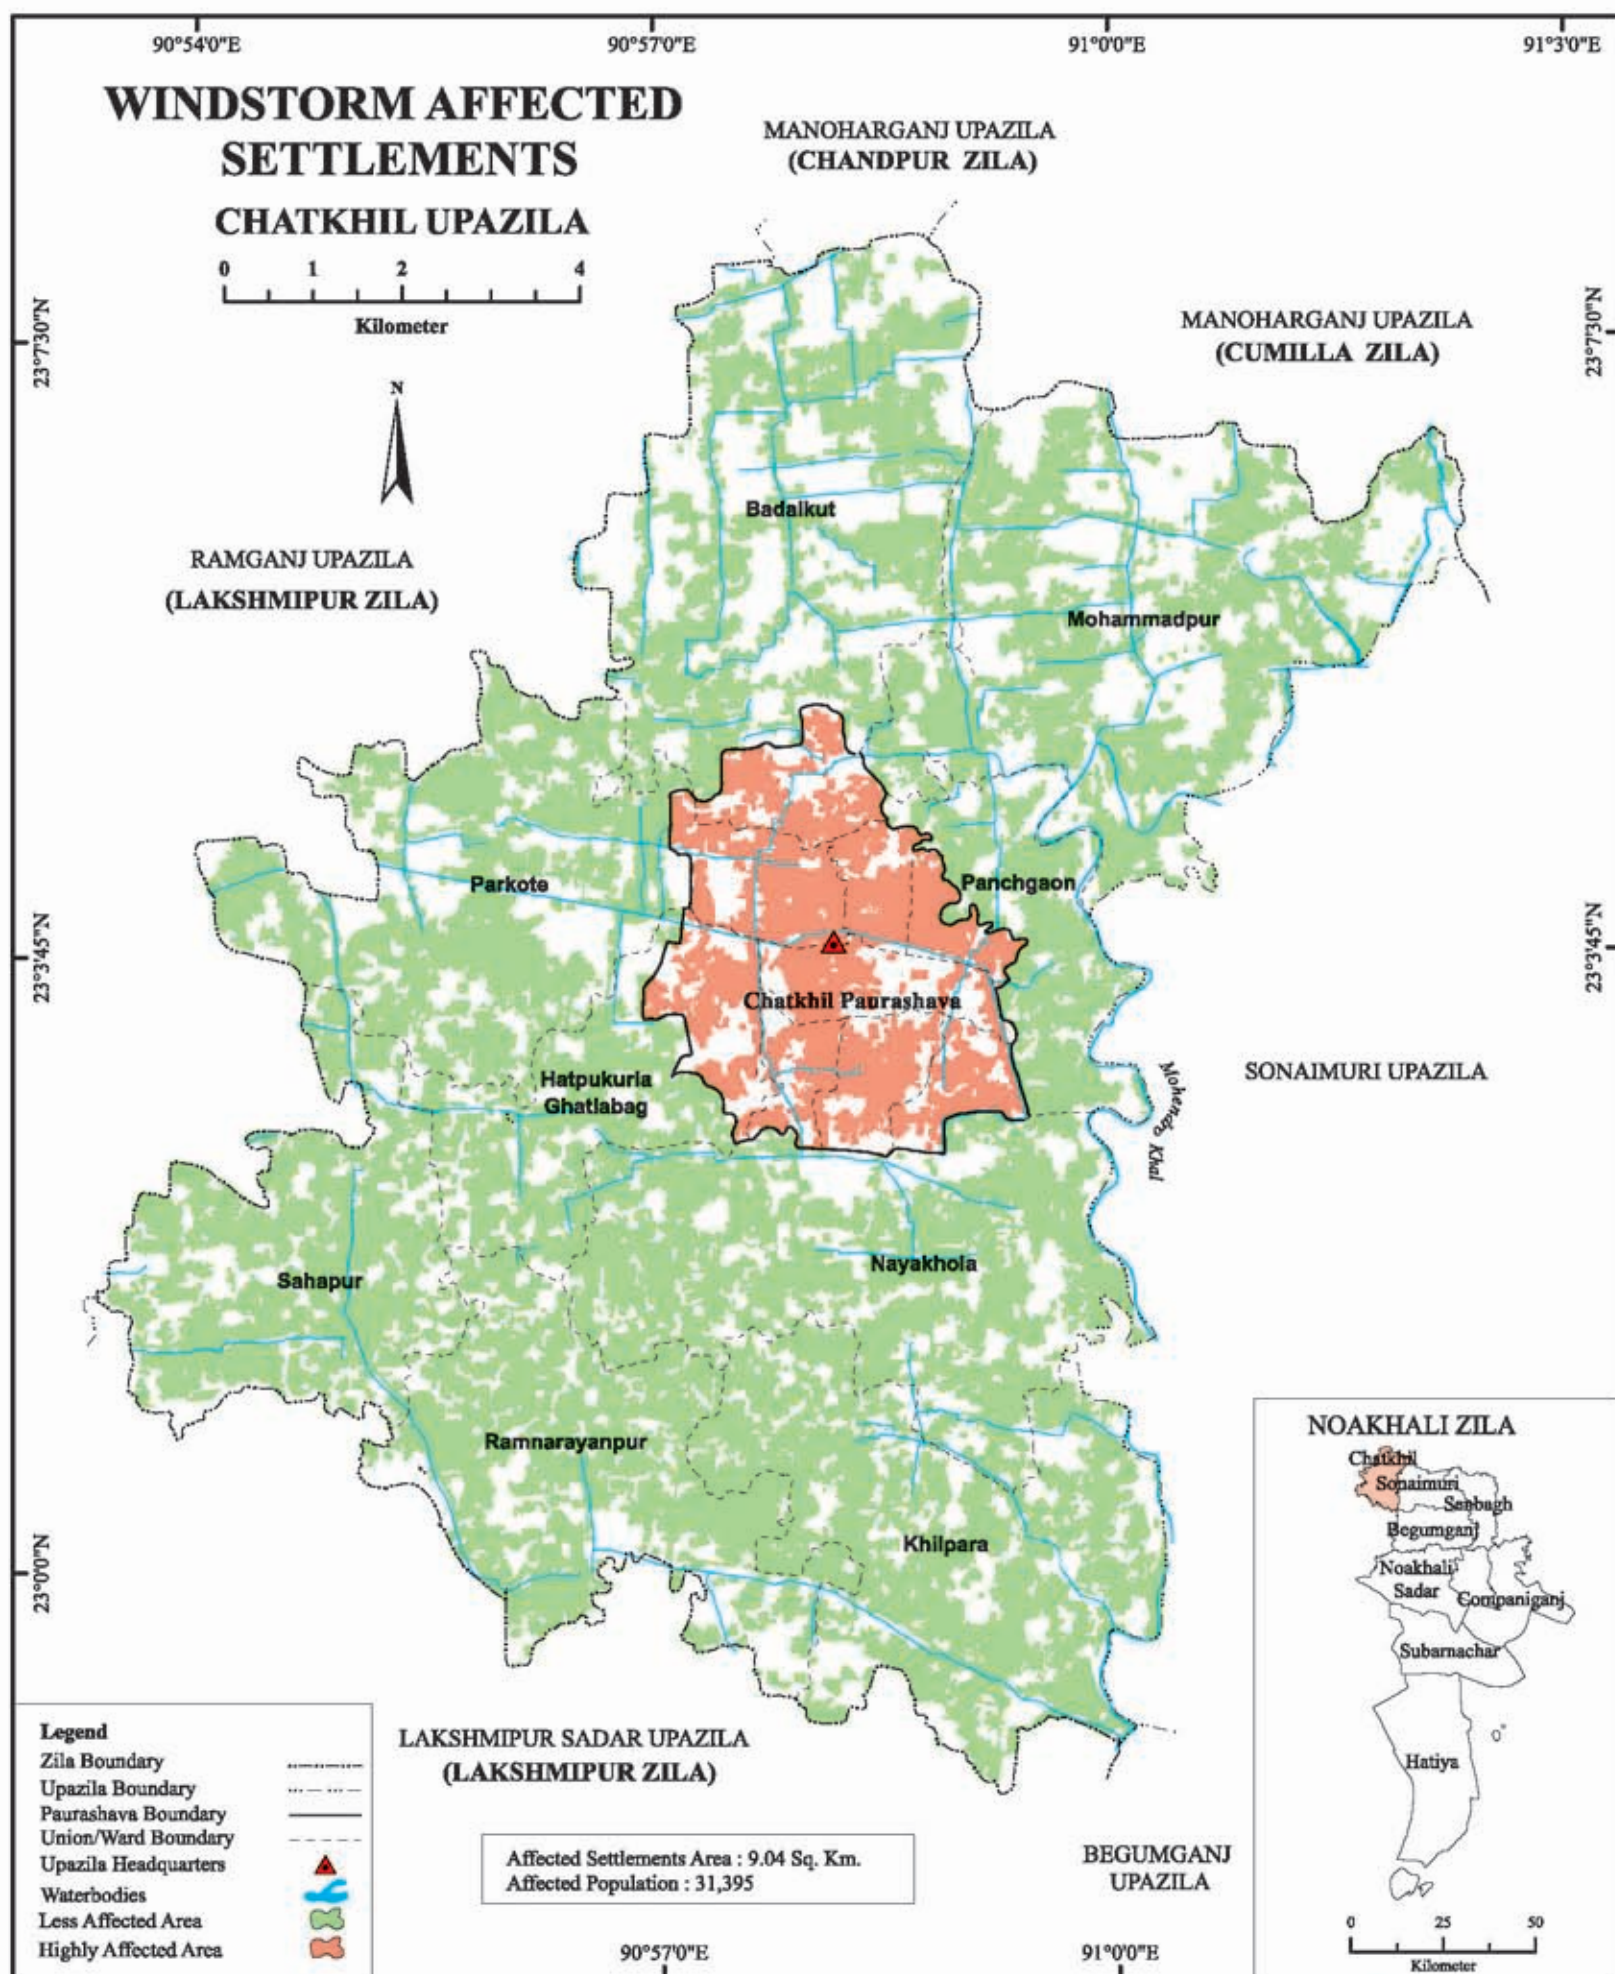 90°54'0"E
90°57'0"E
91°0'0"E
91°3'0"E
WINDSTORM AFFECTED
SETTLEMENTS
CHATKHIL UPAZILA
0 1 2 4
Kilometer
N
MANOHARGANJ UPAZILA
(CHANDPUR ZILA)
MANOHARGANJ UPAZILA
(CUMILLA ZILA)
23°7'30"N
23°7'30"N
RAMGANJ UPAZILA
(LAKSHMIPUR ZILA)
Badalkut
Mohammadpur
Parkote
Panchgaon
23°3'45"N
23°3'45"N
Chatkhil Paurashava
SONAIMURI UPAZILA
Mohendro Khal
Hatpukuria
Ghatlabag
Sahapur
Nayakhola
Ramnarayanpur
Khilpara
23°0'0"N
NOAKHALI ZILA
Chatkhil
Sonaimuri
Senbagh
Begumganj
Noakhali
Sadar
Companiganj
Subarnachar
Hatiya
0 25 50
Kilometer
Legend
Zila Boundary
Upazila Boundary
Paurashava Boundary
Union/Ward Boundary
Upazila Headquarters
Waterbodies
Less Affected Area
Highly Affected Area
LAKSHMIPUR SADAR UPAZILA
(LAKSHMIPUR ZILA)
Affected Settlements Area : 9.04 Sq. Km.
Affected Population : 31,395
BEGUMGANJ
UPAZILA
90°57'0"E
91°0'0"E